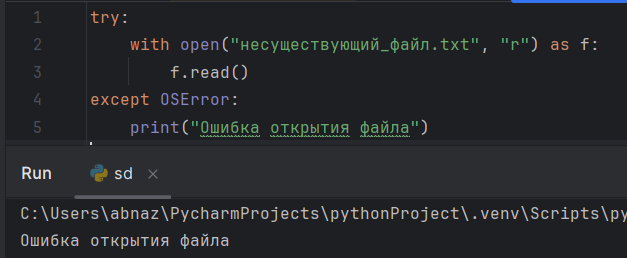 1 try:
2 with open("несуществующий_файл.txt", "r") as f:
3 f.read()
4 except OSError:
5 print("Ошибка открытия файла")
Run sd ×
C:\Users\abnaz\PycharmProjects\pythonProject\.venv\Scripts\py
Ошибка открытия файла